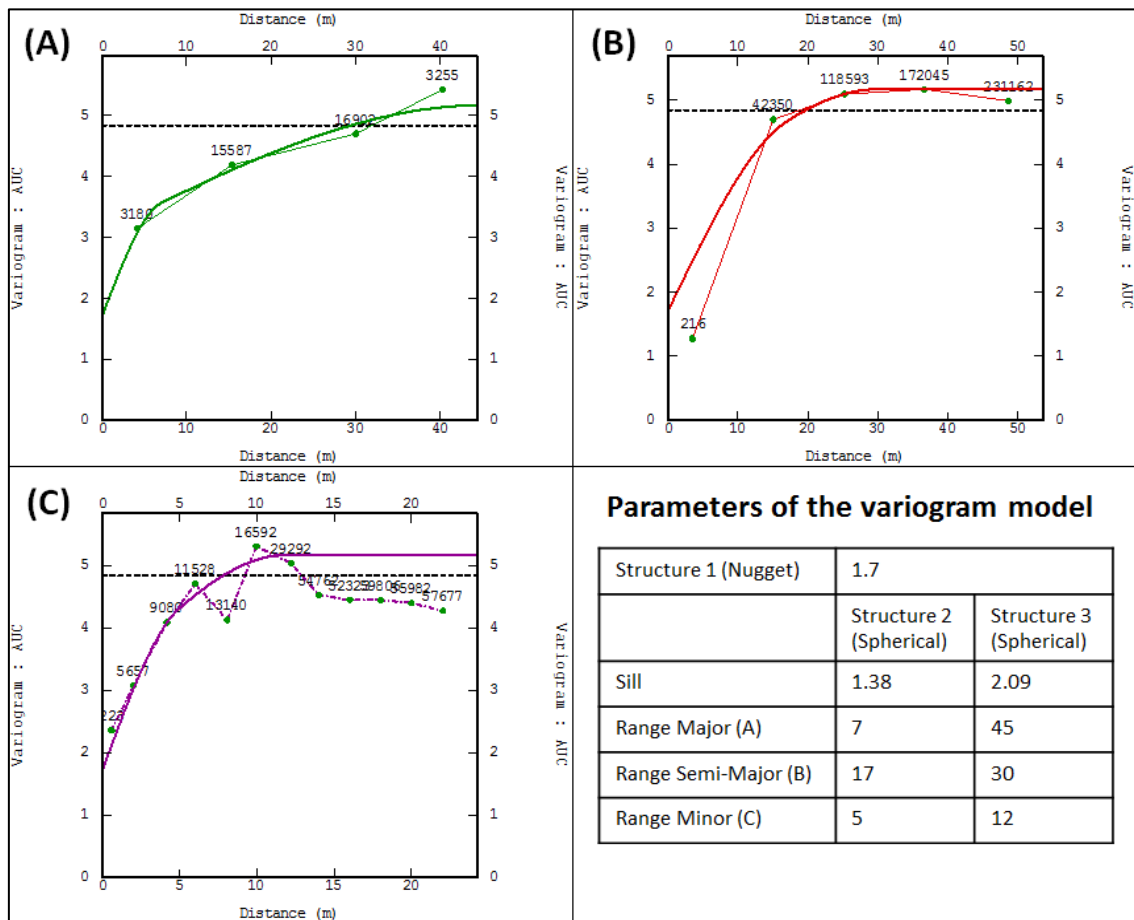 (A)
Distance (m)
0 10 20 30 40
3255
16902
15587
3180
5 5
4 4
3 3
2 2
1 1
0 0
Variogram : AUC
Variogram : AUC
0 10 20 30 40
Distance (m)
(B)
Distance (m)
0 10 20 30 40 50
172045
118593
231162
42350
216
5 5
4 4
3 3
2 2
1 1
0 0
Variogram : AUC
Variogram : AUC
0 10 20 30 40 50
Distance (m)
(C)
Distance (m)
0 5 10 15 20
16592
29292
11528
9080
13140
57677
5657
5 5
4 4
3 3
2 2
1 1
0 0
Variogram : AUC
Variogram : AUC
0 5 10 15 20
Distance (m)
Parameters of the variogram model
Structure 1 (Nugget) 1.7
Structure 2 Structure 3
(Spherical) (Spherical)
Sill 1.38 2.09
Range Major (A) 7 45
Range Semi-Major (B) 17 30
Range Minor (C) 5 12